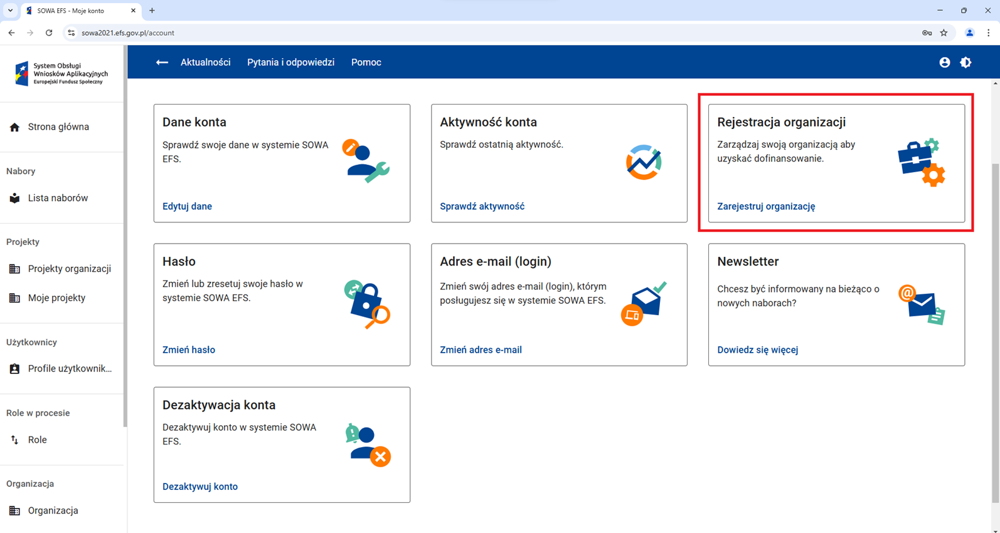 SOWA EFS - Moje konto
sowa2021.efs.gov.pl/account
System Obsługi
Wniosków Aplikacyjnych
Europejski Fundusz Społeczny
Aktualności
Pytania i odpowiedzi
Pomoc
Strona główna
Nabory
Lista naborów
Projekty
Projekty organizacji
Moje projekty
Użytkownicy
Profile użytkownik...
Role w procesie
Role
Organizacja
Organizacja
Dane konta
Sprawdź swoje dane w systemie SOWA
EFS.
Edytuj dane
Aktywność konta
Sprawdź ostatnią aktywność.
Sprawdź aktywność
Rejestracja organizacji
Zarządzaj swoją organizacją aby
uzyskać dofinansowanie.
Zarejestruj organizację
Hasło
Zmień lub zresetuj swoje hasło w
systemie SOWA EFS.
Zmień hasło
Adres e-mail (login)
Zmień swój adres e-mail (login), którym
posługujesz się w systemie SOWA EFS.
Zmień adres e-mail
Newsletter
Chcesz być informowany na bieżąco o
nowych naborach?
Dowiedz się więcej
Dezaktywacja konta
Dezaktywuj konto w systemie SOWA
EFS.
Dezaktywuj konto